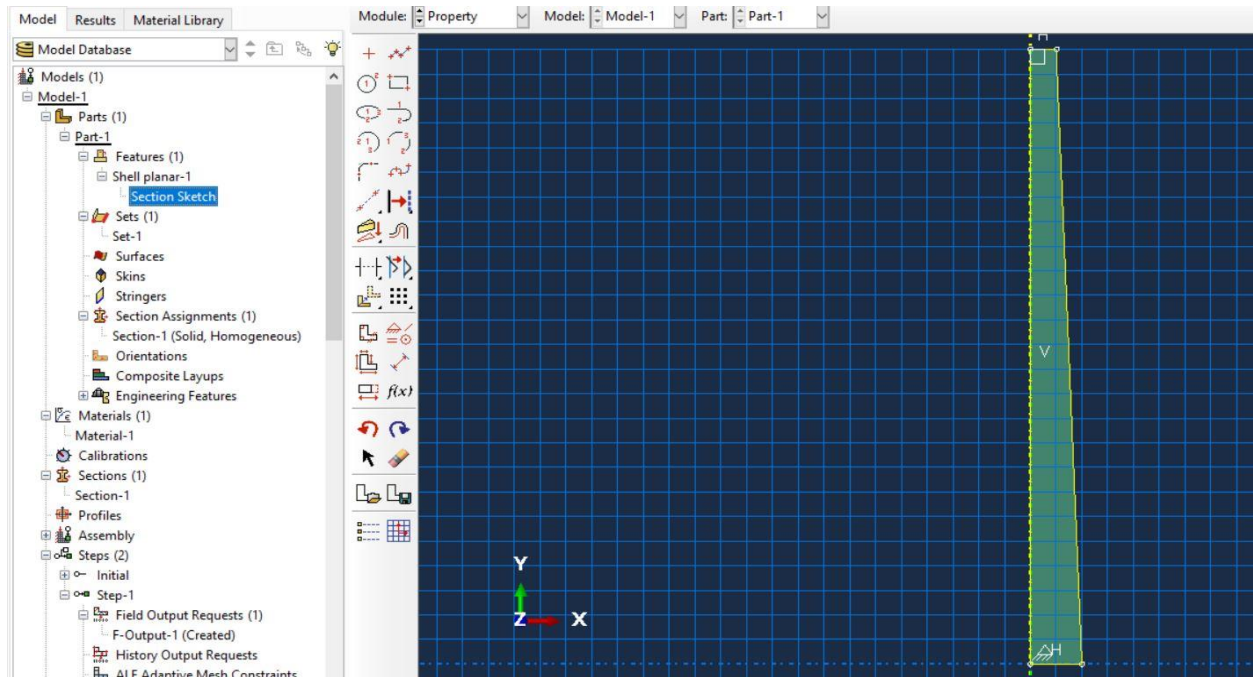 Model Results Material Library
Module: Property Model: Model-1 Part: Part-1
Model Database
Models (1)
Model-1
Parts (1)
Part-1
Features (1)
Shell planar-1
Section Sketch
Sets (1)
Set-1
Surfaces
Skins
Stringers
Section Assignments (1)
Section-1 (Solid, Homogeneous)
Orientations
Composite Layups
Engineering Features
Materials (1)
Material-1
Calibrations
Sections (1)
Section-1
Profiles
Assembly
Steps (2)
Initial
Step-1
Field Output Requests (1)
F-Output-1 (Created)
History Output Requests
ALE Adaptive Mesh Constraints
f(x)
H
V
H
Y
Z X